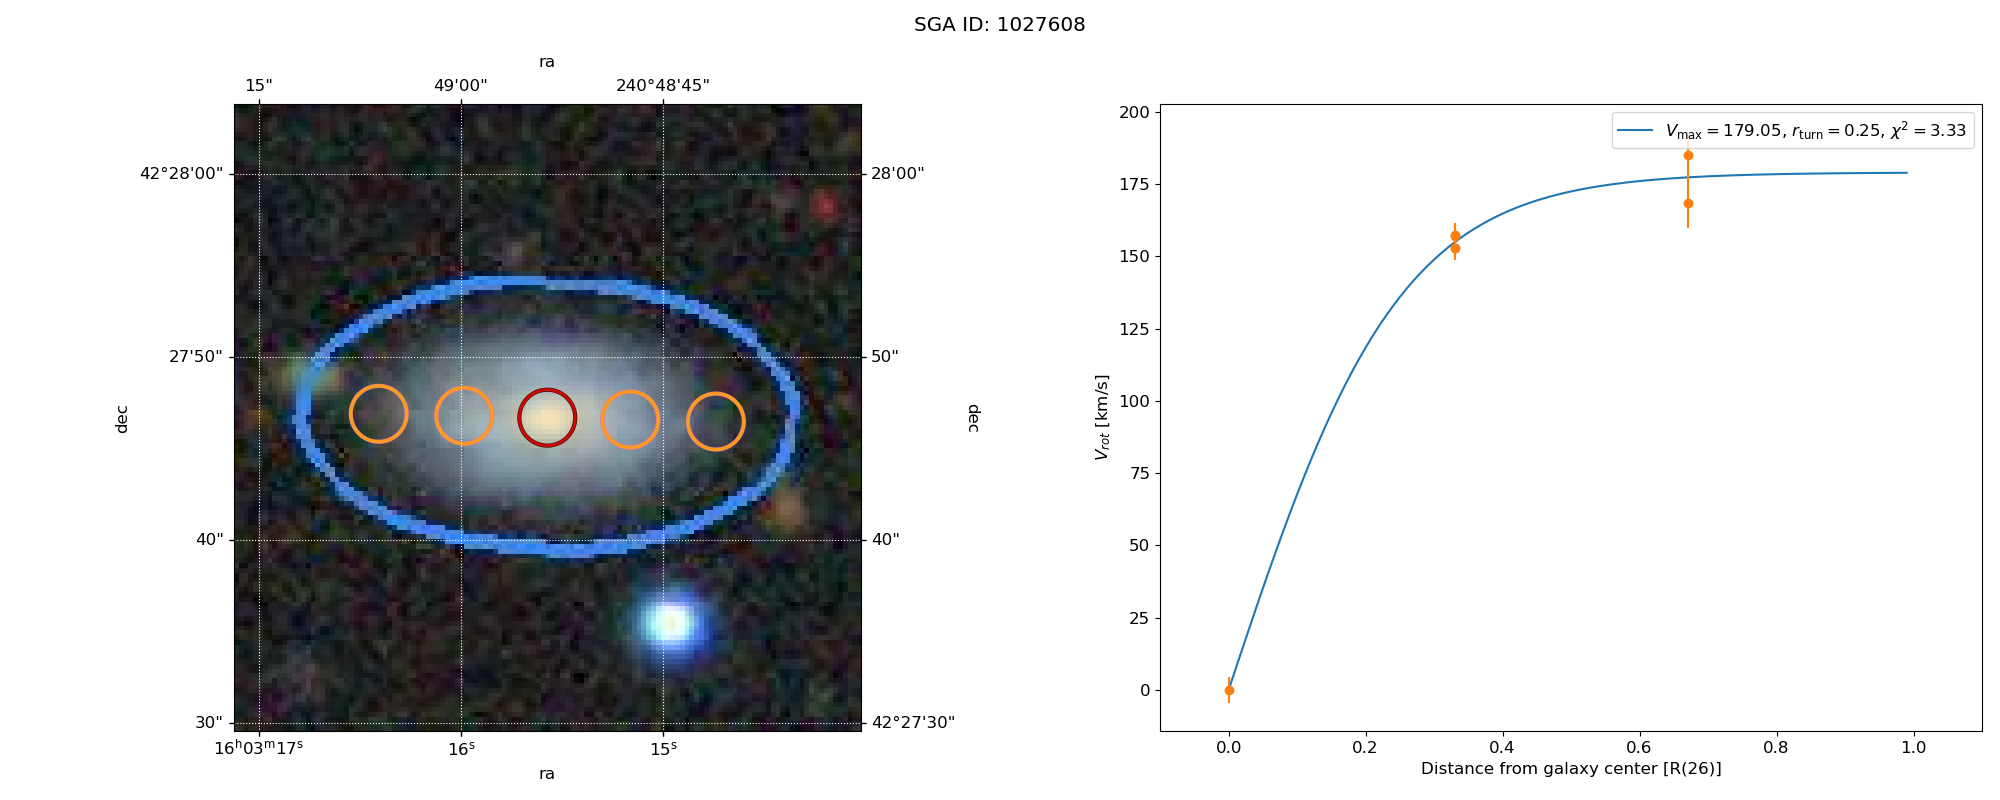 SGA ID: 1027608
ra
15" 49'00" 240°48'45"
42°28'00" 28'00"
27'50" 50"
40" 40"
30" 42°27'30"
dec
dec
16ʰ03ᵐ17ˢ 16ˢ 15ˢ
ra
V_max = 179.05, r_turn = 0.25, χ² = 3.33
200
175
150
125
100
75
50
25
0
V_rot [km/s]
0.0 0.2 0.4 0.6 0.8 1.0
Distance from galaxy center [R(26)]